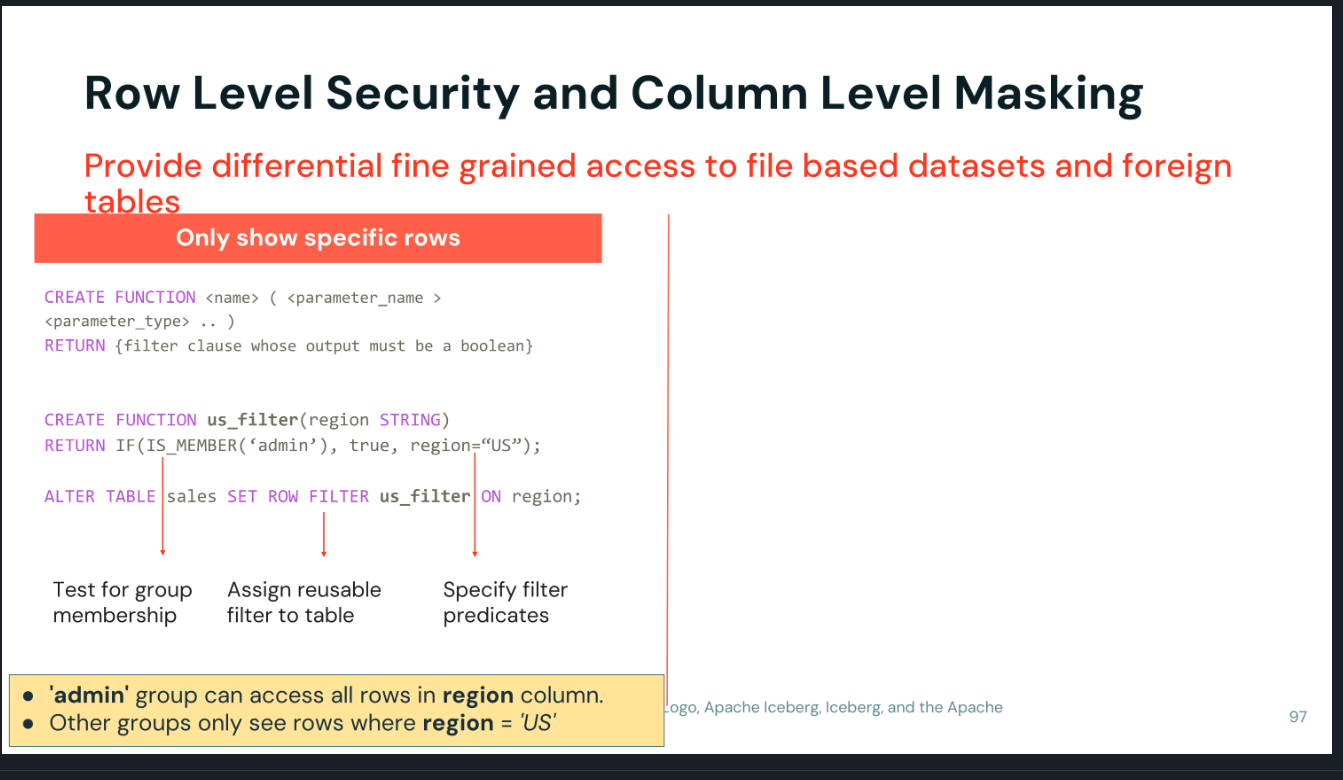 Row Level Security and Column Level Masking
Provide differential fine grained access to file based datasets and foreign
tables
Only show specific rows
CREATE FUNCTION <name> ( <parameter_name >
<parameter_type> .. )
RETURN {filter clause whose output must be a boolean}
CREATE FUNCTION us_filter(region STRING)
RETURN IF(IS_MEMBER(‘admin’), true, region=“US”);
ALTER TABLE sales SET ROW FILTER us_filter ON region;
Test for group
membership
Assign reusable
filter to table
Specify filter
predicates
● 'admin' group can access all rows in region column.
● Other groups only see rows where region = 'US'
Logo, Apache Iceberg, Iceberg, and the Apache
97